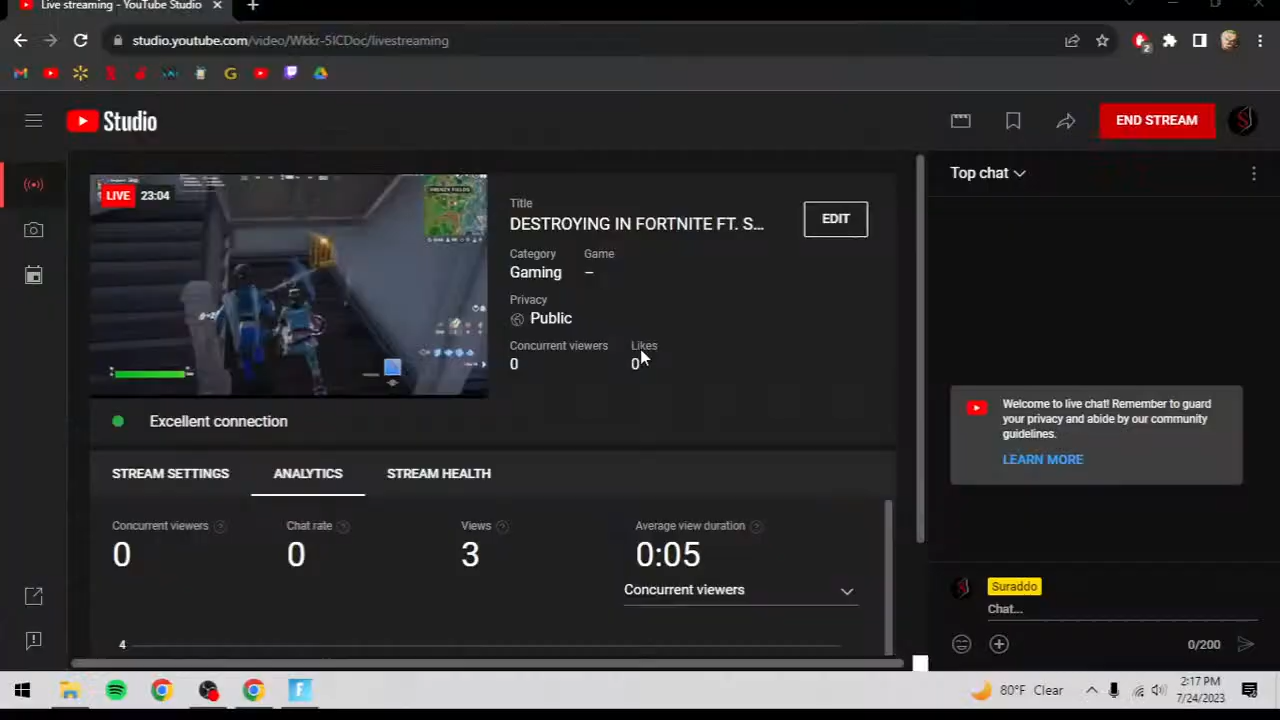 Live streaming - YouTube Studio
studio.youtube.com/video/Wkkr-5ICDoc/livestreaming
2
Studio
END STREAM
LIVE 23:04
Title
DESTROYING IN FORTNITE FT. S...
EDIT
Category Game
Gaming –
Privacy
Public
Concurrent viewers Likes
0 0
Excellent connection
STREAM SETTINGS ANALYTICS STREAM HEALTH
Concurrent viewers Chat rate Views Average view duration
0 0 3 0:05
Concurrent viewers
4
Top chat
Welcome to live chat! Remember to guard
your privacy and abide by our community
guidelines.
LEARN MORE
Suraddo
Chat...
0/200
80°F Clear
2:17 PM
7/24/2023